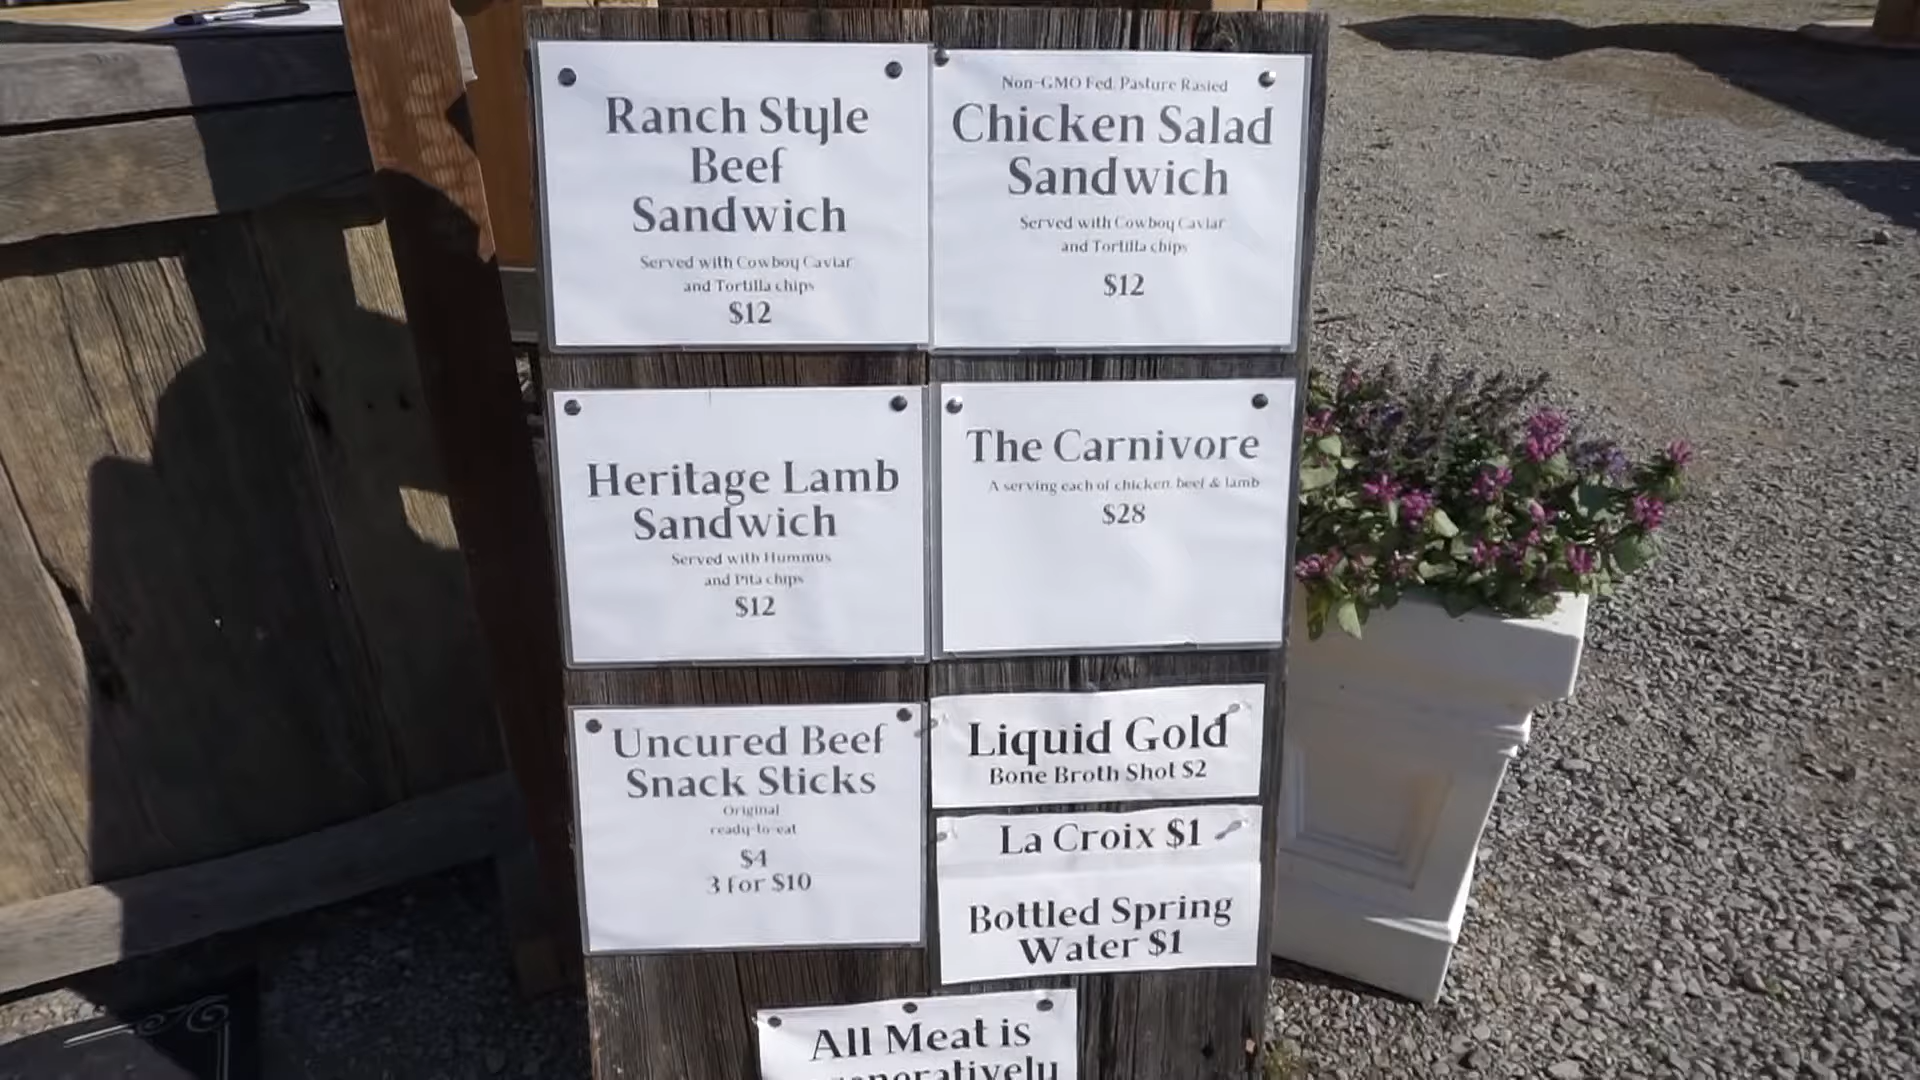 Ranch Style
Beef
Sandwich
Served with Cowboy Caviar
and Tortilla chips
$12
Non-GMO Fed, Pasture Rasied
Chicken Salad
Sandwich
Served with Cowboy Caviar
and Tortilla chips
$12
Heritage Lamb
Sandwich
Served with Hummus
and Pita chips
$12
The Carnivore
A serving each of chicken, beef & lamb
$28
Uncured Beef
Snack Sticks
Original
ready-to-eat
$4
3 for $10
Liquid Gold
Bone Broth Shot $2
La Croix $1
Bottled Spring
Water $1
All Meat is